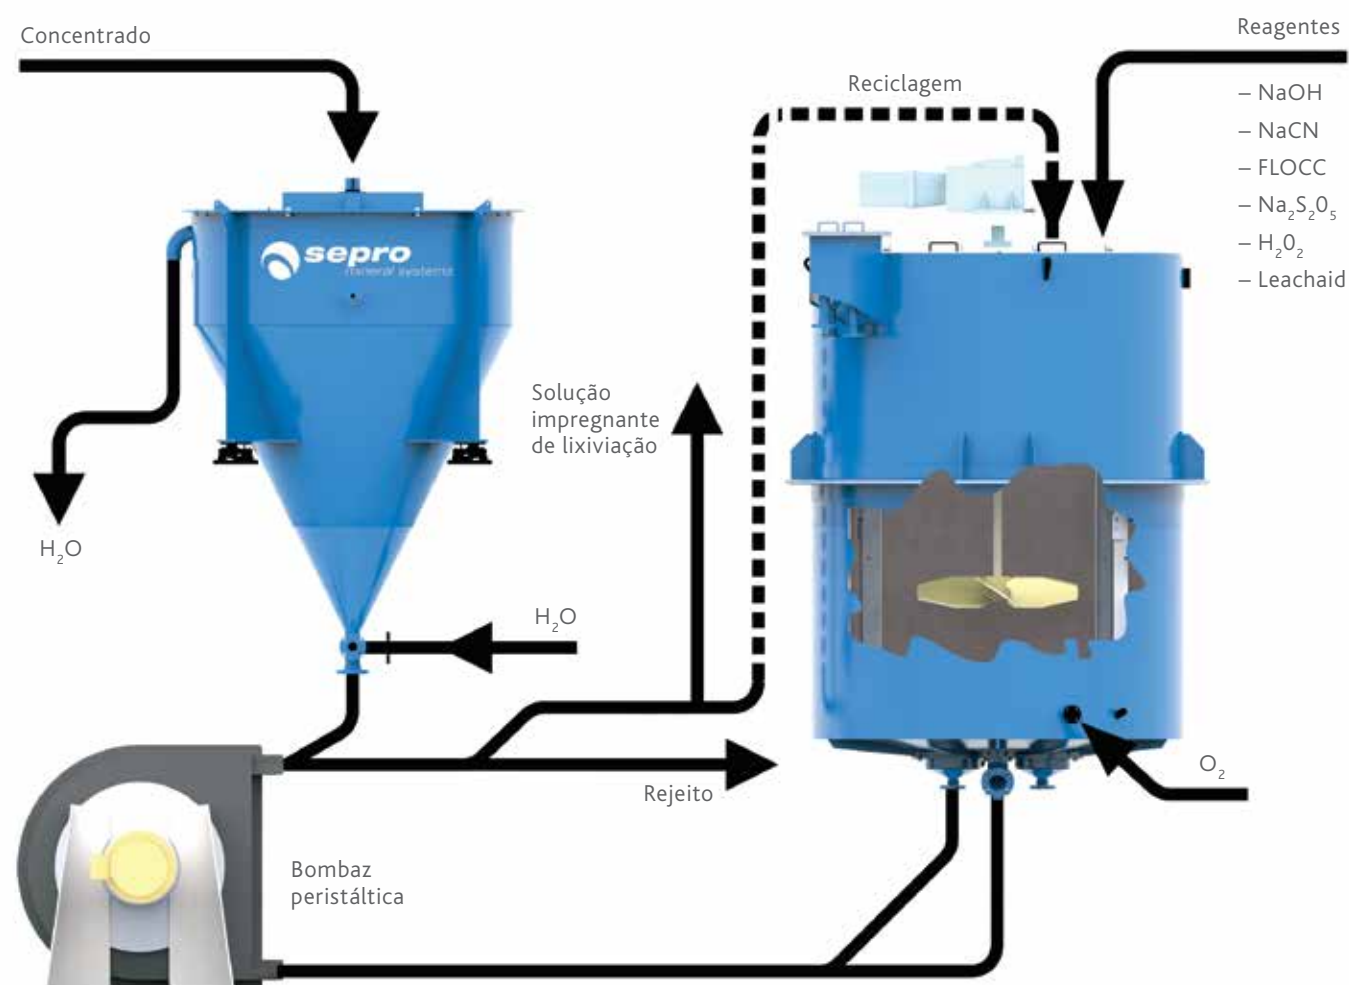 Concentrado
Reagentes
Reciclagem
– NaOH
– NaCN
– FLOCC
– Na₂S₂0₅
– H₂0₂
– Leachaid
sepro
mineral systems
Solução
impregnante
de lixiviação
H₂O
H₂O
Rejeito
O₂
Bombaz
peristáltica